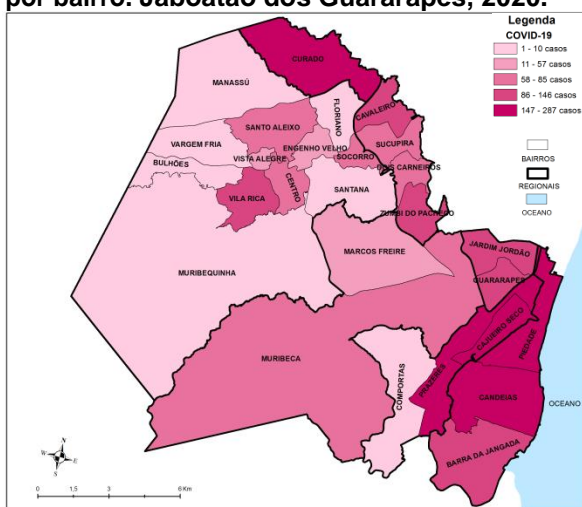 por bairro. Jaboatão dos Guararapes, 2020.
Legenda
COVID-19
1 - 10 casos
11 - 57 casos
58 - 85 casos
86 - 146 casos
147 - 287 casos
BAIRROS
REGIONAIS
OCEANO
CURADO
MANASSÚ
FLORIANO
CAVALEIRO
SANTO ALEIXO
SUCUPIRA
VARGEM FRIA
ENGENHO VELHO
VISTA ALEGRE
SOCORRO
BULHÕES
DOS CARNEIROS
CENTRO
VILA RICA
SANTANA
ZUMBI DO PACHECO
MARCOS FREIRE
JARDIM JORDÃO
GUARARAPES
MURIBEQUINHA
CAJUEIRO SECO
PIEDADE
MURIBECA
COMPORTAS
PRAZERES
CANDEIAS
OCEANO
BARRA DA JANGADA
N
W
E
S
0
1,5
3
6 Km